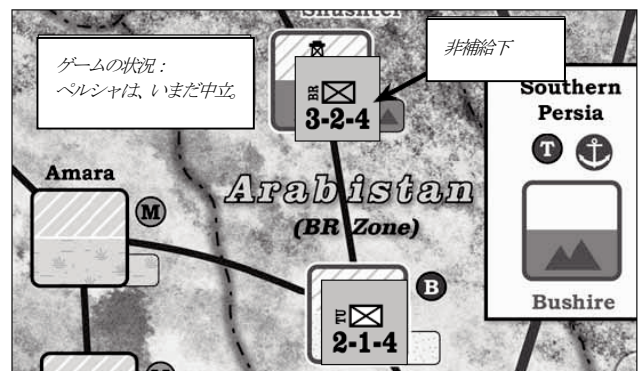 Shushter
ゲームの状況：
ペルシャは、いまだ中立。
非補給下
BR
3-2-4
Southern
Persia
T
Amara
M
Arabistan
(BR Zone)
B
Bushire
TU
2-1-4